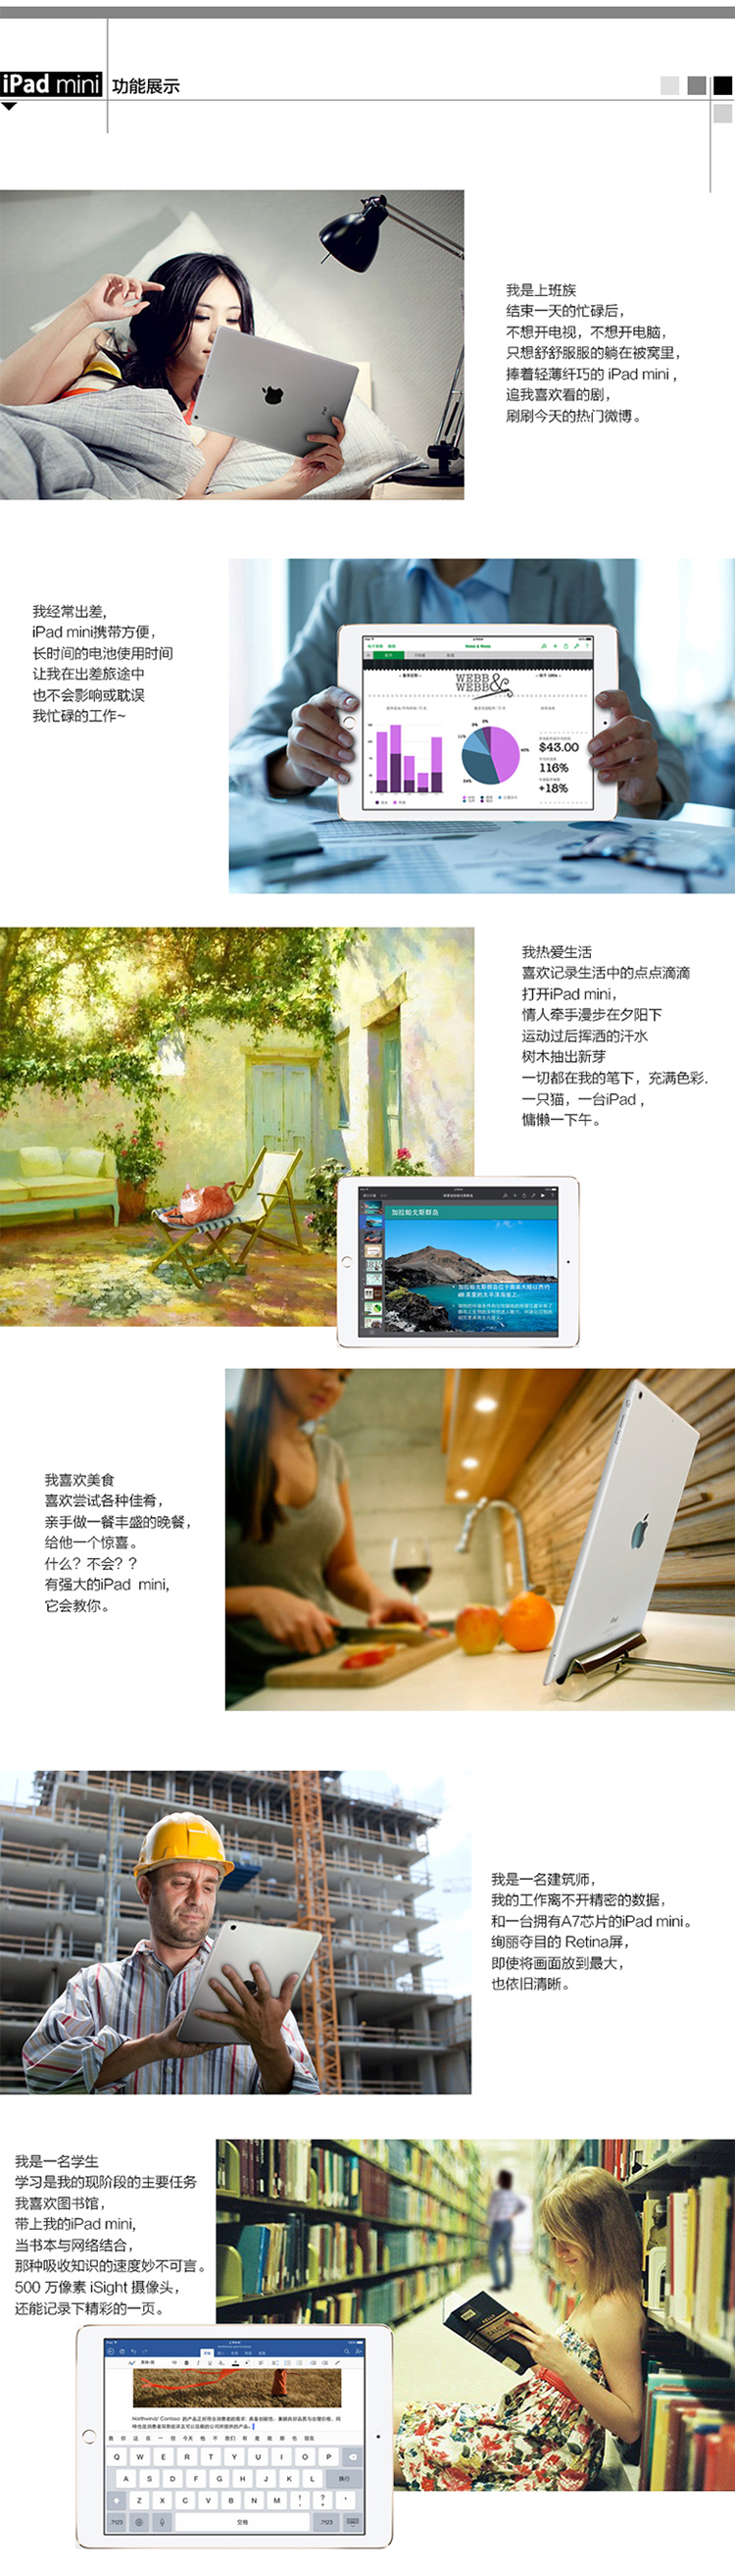 iPad mini 功能展示
我是上班族
结束一天的忙碌后，
不想开电视，不想开电脑，
只想舒舒服服的躺在被窝里，
捧着轻薄纤巧的 iPad mini，
追我喜欢看的剧，
刷刷今天的热门微博。
我经常出差，
iPad mini携带方便，
长时间的电池使用时间
让我在出差旅途中
也不会影响或耽误
我忙碌的工作~
WEBB&
WEBB&
$43.00
116%
+18%
我热爱生活
喜欢记录生活中的点点滴滴
打开iPad mini，
情人牵手漫步在夕阳下
运动过后挥洒的汗水
树木抽出新芽
一切都在我的笔下，充满色彩.
一只猫，一台iPad，
慵懒一下午。
加拉帕戈斯群岛
我喜欢美食
喜欢尝试各种佳肴，
亲手做一餐丰盛的晚餐，
给他一个惊喜。
什么？不会？？
有强大的iPad mini,
它会教你。
我是一名建筑师，
我的工作离不开精密的数据，
和一台拥有A7芯片的iPad mini。
绚丽夺目的 Retina屏，
即使将画面放到最大，
也依旧清晰。
我是一名学生
学习是我的现阶段的主要任务
我喜欢图书馆，
带上我的iPad mini,
当书本与网络结合，
那种吸收知识的速度妙不可言。
500 万像素 iSight 摄像头，
还能记录下精彩的一页。
Q W E R T Y U I O P
A S D F G H J K L 换行
Z X C V B N M ! ?
.?123 空格 .?123